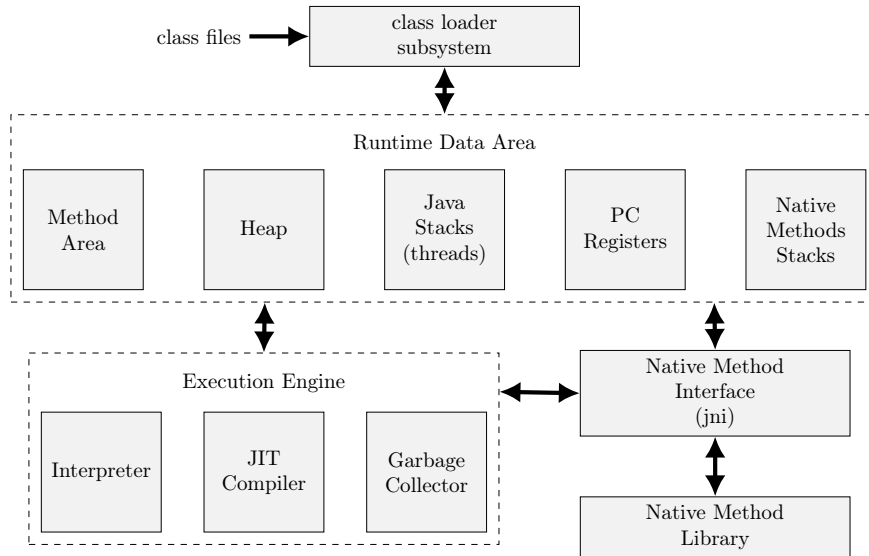 class files
class loader
subsystem
Runtime Data Area
Method
Area
Heap
Java
Stacks
(threads)
PC
Registers
Native
Methods
Stacks
Execution Engine
Interpreter
JIT
Compiler
Garbage
Collector
Native Method
Interface
(jni)
Native Method
Library